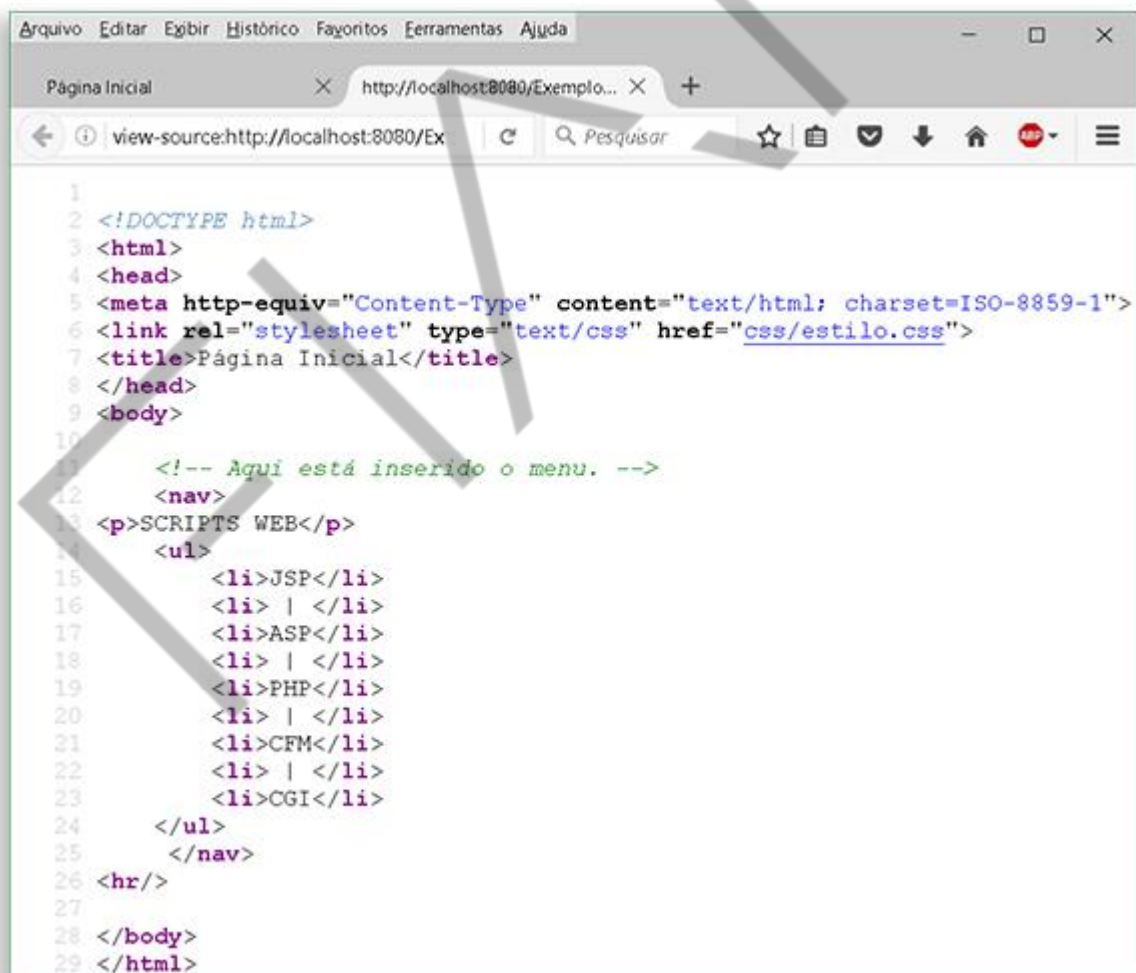 Arquivo Editar Exibir Histórico Favoritos Ferramentas Ajuda
Página Inicial http://localhost:8080/Exemplo...
view-source:http://localhost:8080/Ex Pesquisar ABP
1
2 <!DOCTYPE html>
3 <html>
4 <head>
5 <meta http-equiv="Content-Type" content="text/html; charset=ISO-8859-1">
6 <link rel="stylesheet" type="text/css" href="css/estilo.css">
7 <title>Página Inicial</title>
8 </head>
9 <body>
10
11 <!-- Aqui está inserido o menu. -->
12 <nav>
13 <p>SCRIPTS WEB</p>
14 <ul>
15 <li>JSP</li>
16 <li> | </li>
17 <li>ASP</li>
18 <li> | </li>
19 <li>PHP</li>
20 <li> | </li>
21 <li>CFM</li>
22 <li> | </li>
23 <li>CGI</li>
24 </ul>
25 </nav>
26 <hr/>
27
28 </body>
29 </html>